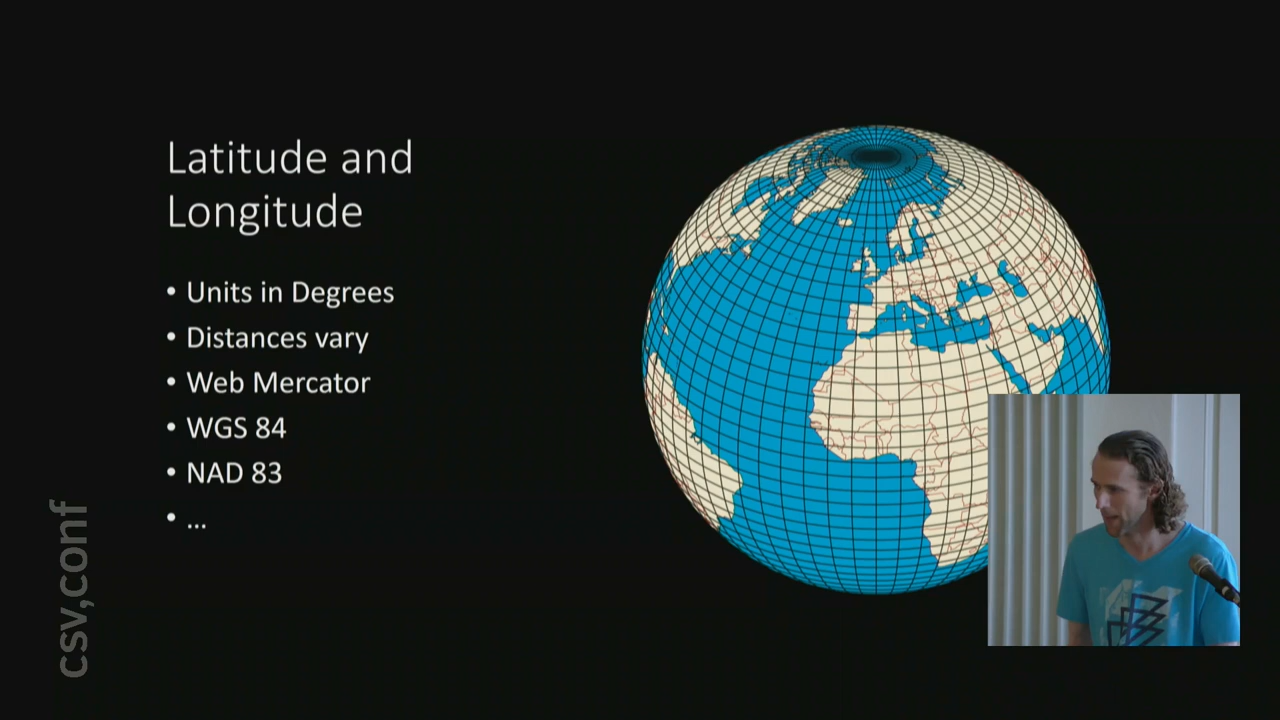 Latitude and
Longitude
• Units in Degrees
• Distances vary
• Web Mercator
• WGS 84
• NAD 83
• ...
csv,conf